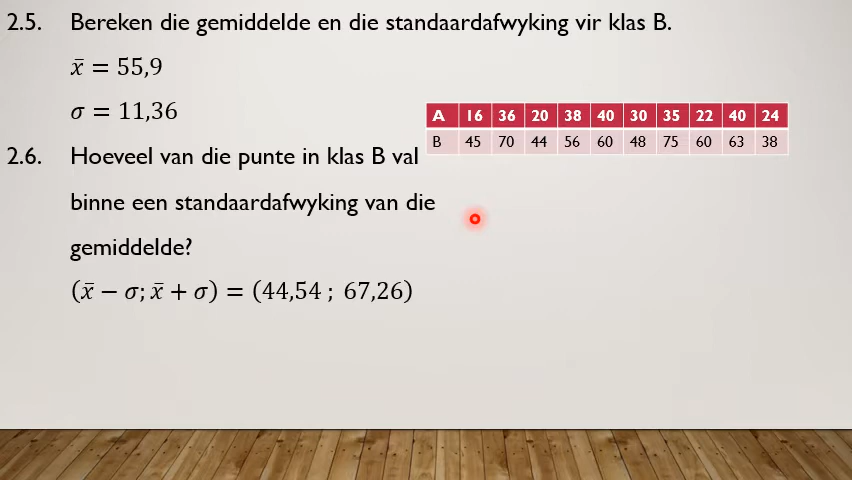 2.5. Bereken die gemiddelde en die standaardafwyking vir klas B.
x̄ = 55,9
σ = 11,36
A 16 36 20 38 40 30 35 22 40 24
B 45 70 44 56 60 48 75 60 63 38
2.6. Hoeveel van die punte in klas B val
binne een standaardafwyking van die
gemiddelde?
(x̄ − σ; x̄ + σ) = (44,54 ; 67,26)